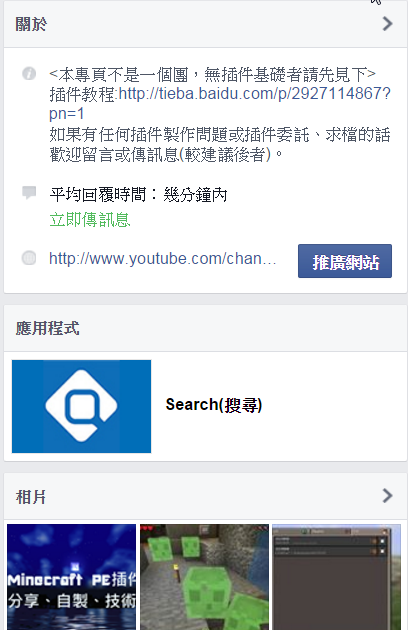 關於
<本專頁不是一個團，無插件基礎者請先見下>
插件教程:http://tieba.baidu.com/p/2927114867?
pn=1
如果有任何插件製作問題或插件委託、求檔的話
歡迎留言或傳訊息(較建議後者)。
平均回覆時間：幾分鐘內
立即傳訊息
http://www.youtube.com/chan…
推廣網站
應用程式
Search(搜尋)
相片
Minecraft PE插件
分享、自製、技術